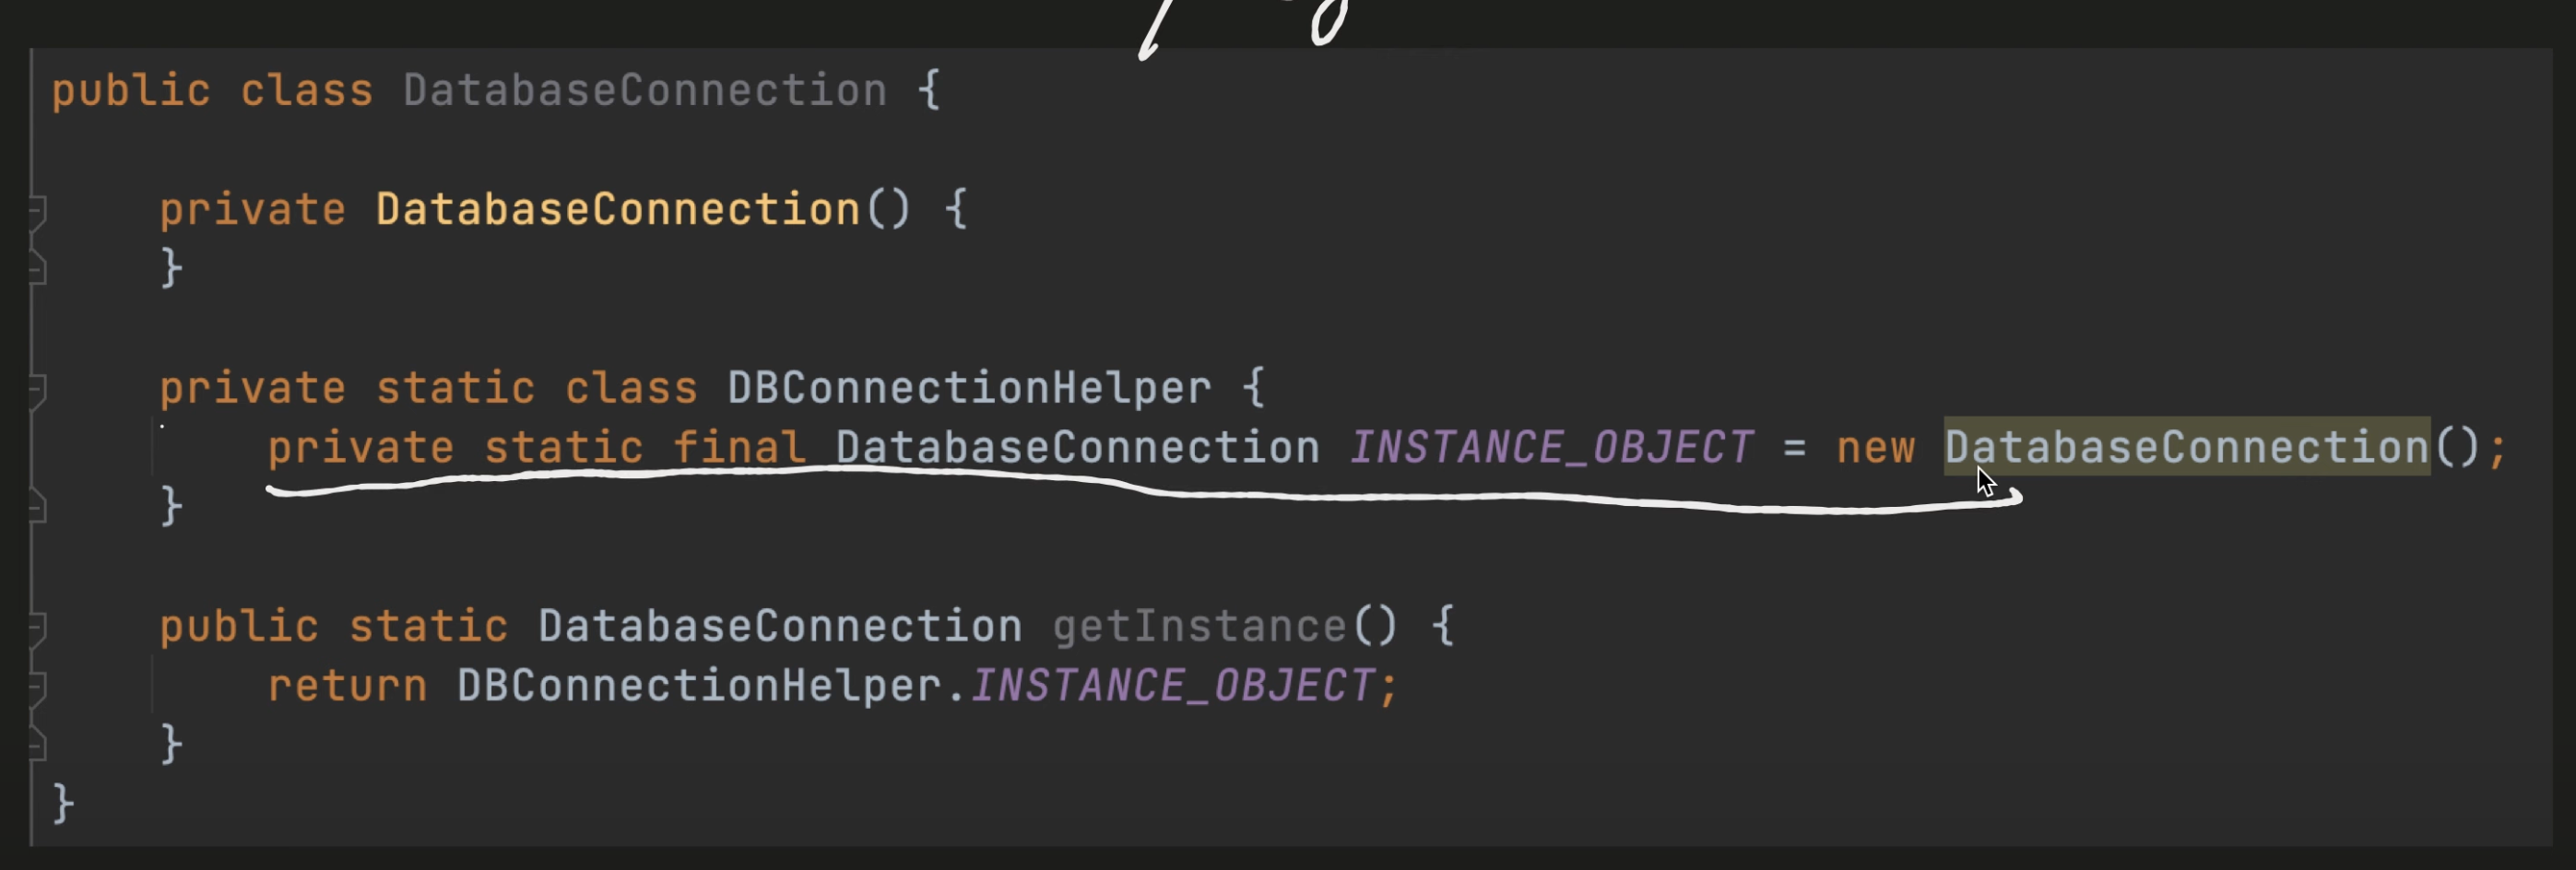 public class DatabaseConnection {
private DatabaseConnection() {
}
private static class DBConnectionHelper {
private static final DatabaseConnection INSTANCE_OBJECT = new DatabaseConnection();
}
public static DatabaseConnection getInstance() {
return DBConnectionHelper.INSTANCE_OBJECT;
}
}